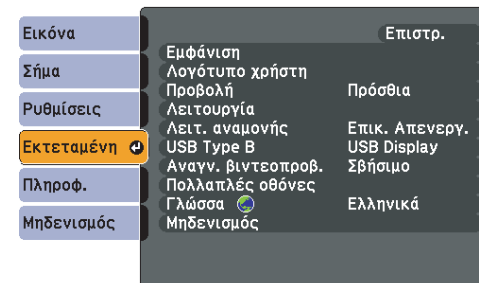 Εικόνα
Σήμα
Ρυθμίσεις
Εκτεταμένη
Πληροφ.
Μηδενισμός
Επιστρ.
Εμφάνιση
Λογότυπο χρήστη
Προβολή Πρόσθια
Λειτουργία
Λειτ. αναμονής Επικ. Απενεργ.
USB Type B USB Display
Αναγν. βιντεοπροβ. Σβήσιμο
Πολλαπλές οθόνες
Γλώσσα Ελληνικά
Μηδενισμός